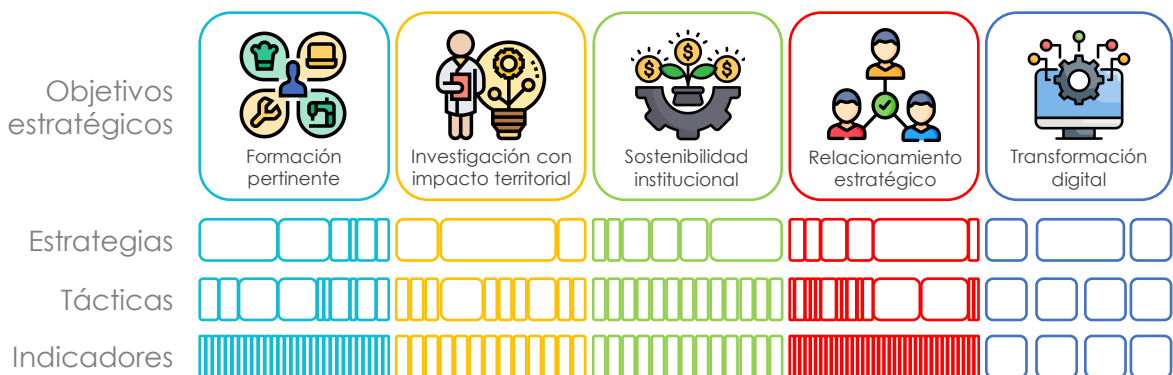 Objetivos
estratégicos
Formación
pertinente
Investigación con
impacto territorial
Sostenibilidad
institucional
Relacionamiento
estratégico
Transformación
digital
Estrategias
Tácticas
Indicadores